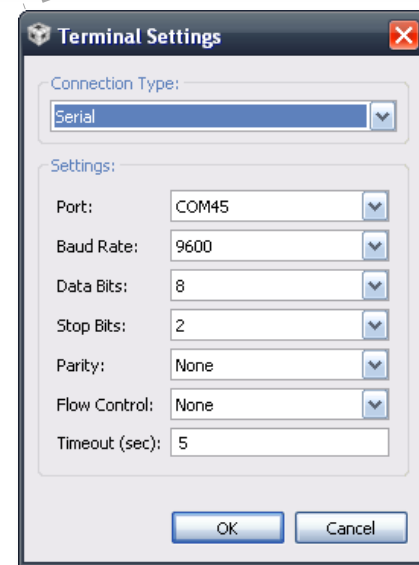 Terminal Settings
Connection Type:
Serial
Settings:
Port: COM45
Baud Rate: 9600
Data Bits: 8
Stop Bits: 2
Parity: None
Flow Control: None
Timeout (sec): 5
OK Cancel